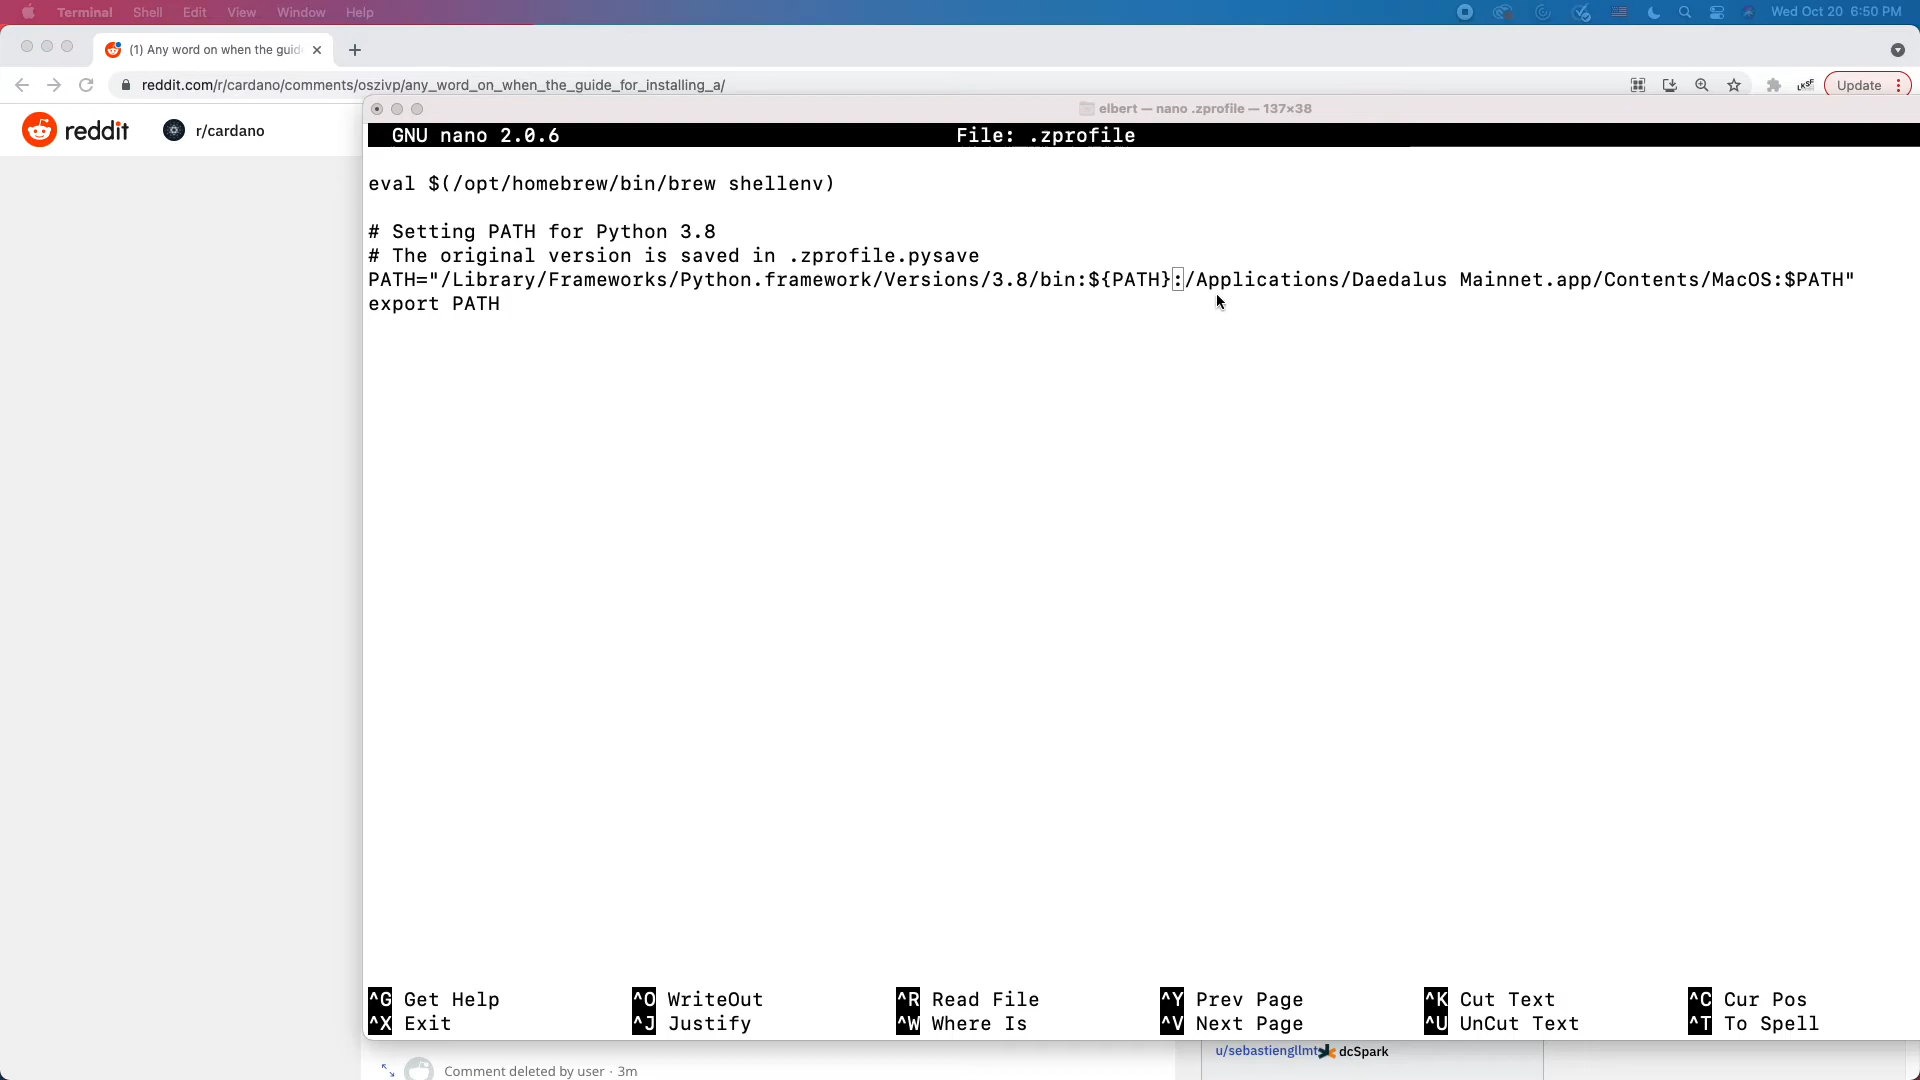 Terminal Shell Edit View Window Help
Wed Oct 20 6:50 PM
(1) Any word on when the guid
reddit.com/r/cardano/comments/oszivp/any_word_on_when_the_guide_for_installing_a/
Update
reddit r/cardano
elbert — nano .zprofile — 137×38
GNU nano 2.0.6 File: .zprofile
eval $(/opt/homebrew/bin/brew shellenv)
# Setting PATH for Python 3.8
# The original version is saved in .zprofile.pysave
PATH="/Library/Frameworks/Python.framework/Versions/3.8/bin:${PATH}:/Applications/Daedalus Mainnet.app/Contents/MacOS:$PATH"
export PATH
^G Get Help ^O WriteOut ^R Read File ^Y Prev Page ^K Cut Text ^C Cur Pos
^X Exit ^J Justify ^W Where Is ^V Next Page ^U UnCut Text ^T To Spell
u/sebastiengllmt dcSpark
Comment deleted by user · 3m